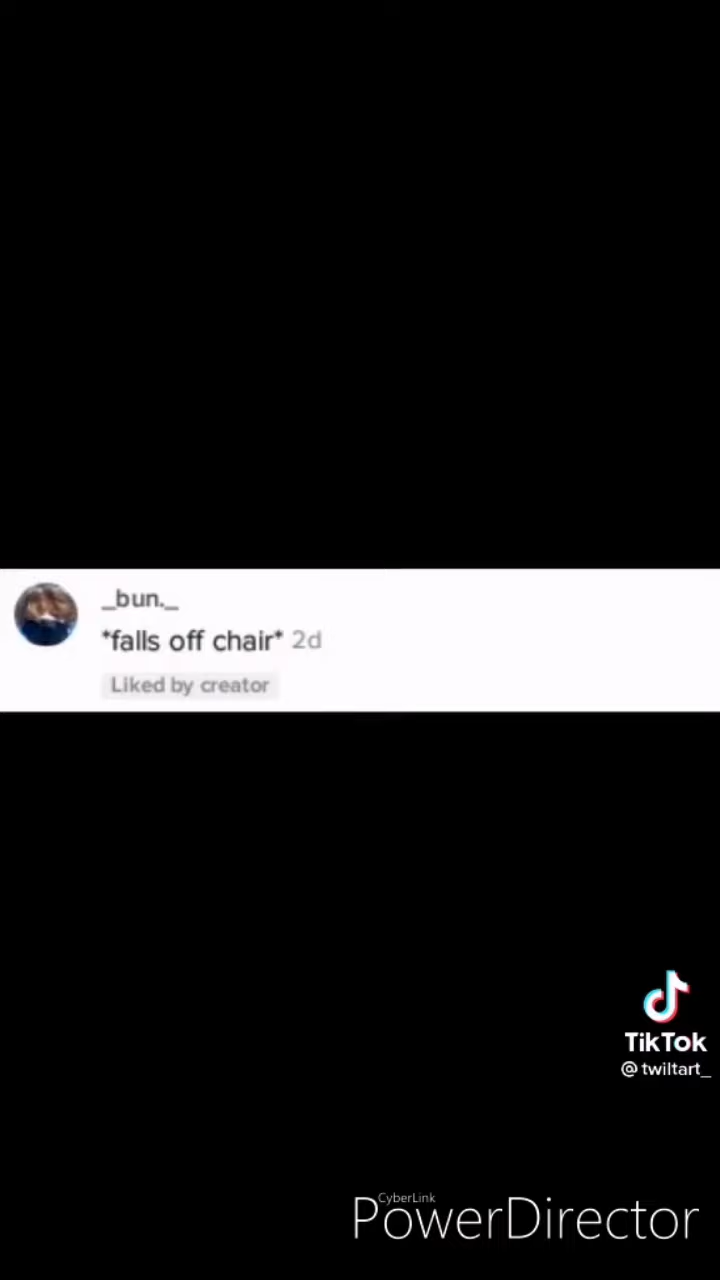 _bun._
*falls off chair* 2d
Liked by creator
TikTok
@twiltart_
CyberLink
PowerDirector